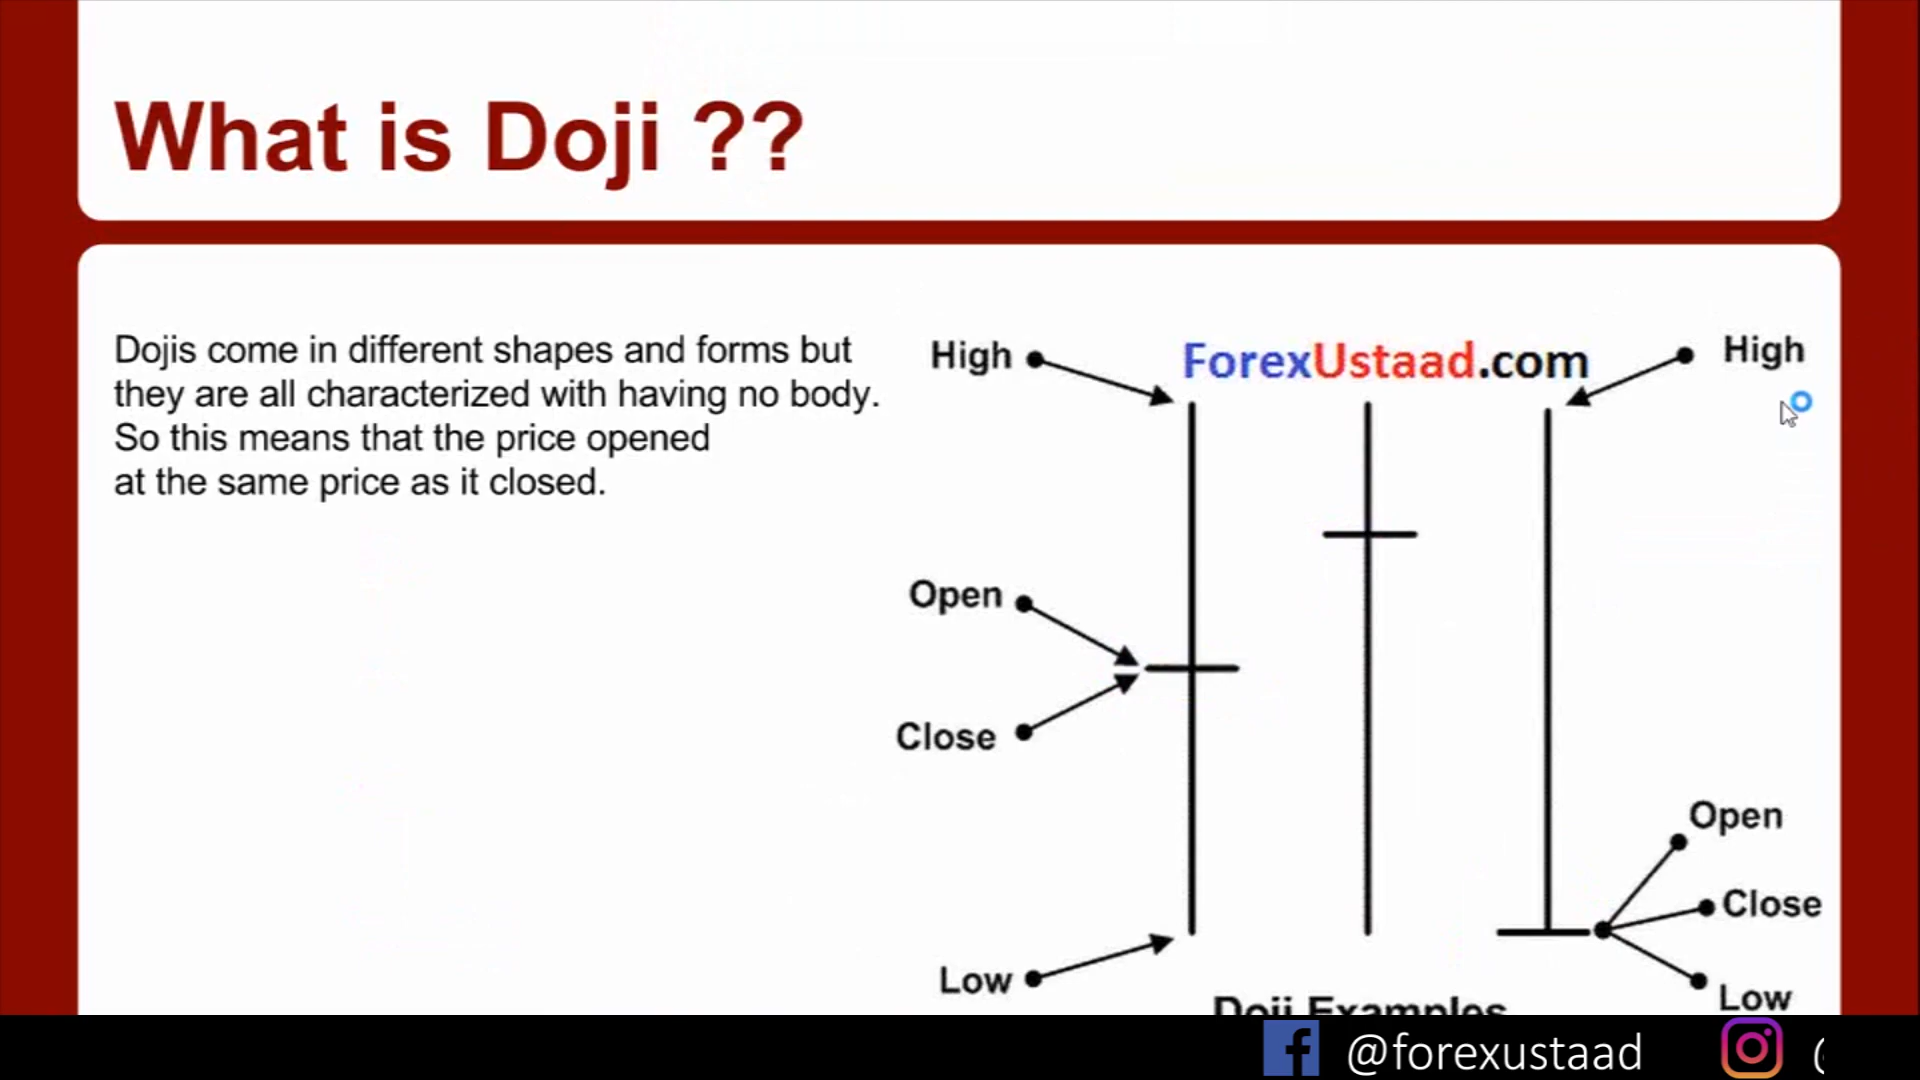 What is Doji ??
Dojis come in different shapes and forms but
they are all characterized with having no body.
So this means that the price opened
at the same price as it closed.
High
ForexUstaad.com
High
Open
Close
Open
Close
Low
Low
Doji Examples
@forexustaad